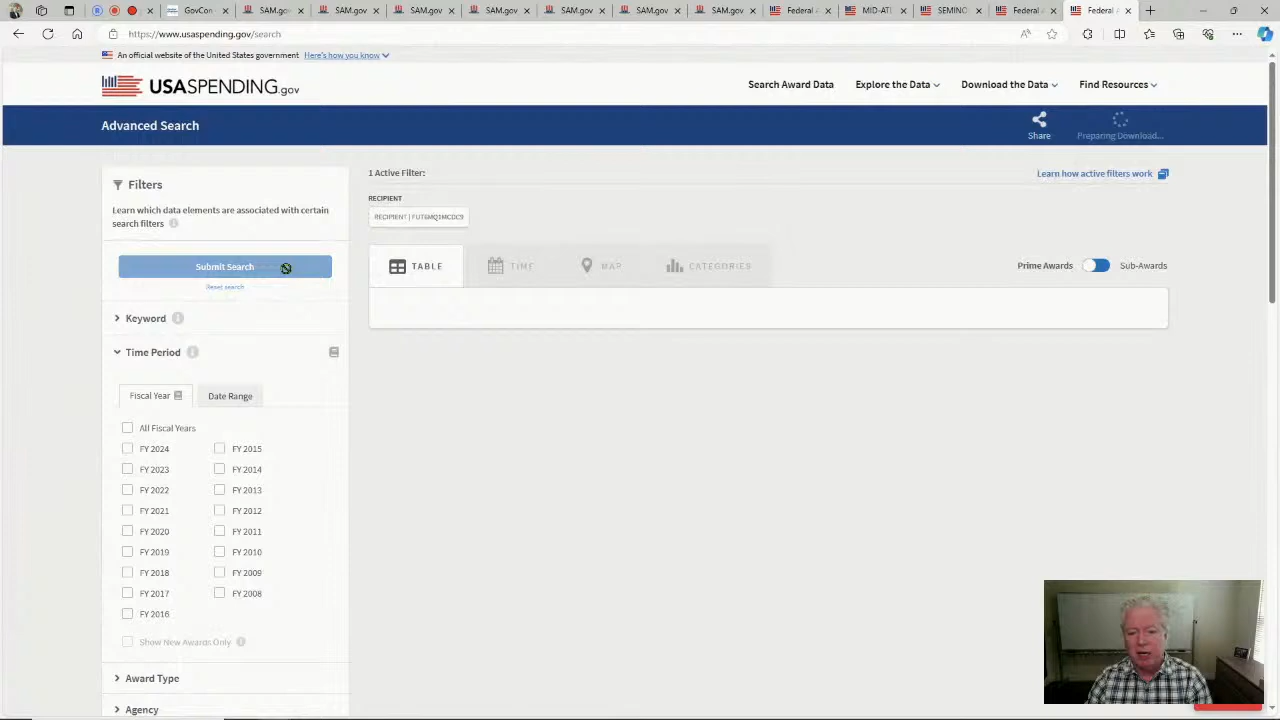 GovCon
SAM.gov
SAM.gov
SAM.gov
SAM.gov
SAM.gov
SAM.gov
SAM.gov
Federal A
NATI
SEMINO
Federal A
Federal A
https://www.usaspending.gov/search
An official website of the United States government Here's how you know
USASPENDING.gov
Search Award Data Explore the Data Download the Data Find Resources
Advanced Search
Share Preparing Download...
Filters
Learn which data elements are associated with certain
search filters
Submit Search
Reset search
Keyword
Time Period
Fiscal Year Date Range
All Fiscal Years
FY 2024 FY 2015
FY 2023 FY 2014
FY 2022 FY 2013
FY 2021 FY 2012
FY 2020 FY 2011
FY 2019 FY 2010
FY 2018 FY 2009
FY 2017 FY 2008
FY 2016
Show New Awards Only
Award Type
Agency
1 Active Filter:
Learn how active filters work
RECIPIENT
TABLE TIME MAP CATEGORIES
Prime Awards Sub-Awards